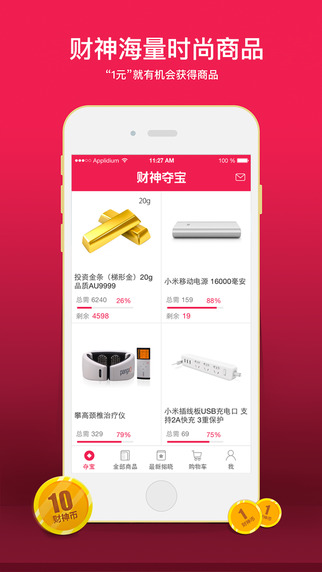 财神海量时尚商品
“1元”就有机会获得商品
Applidium
11:27 AM
100 %
财神夺宝
20g
投资金条（梯形金）20g
品质AU9999
总需 6240
26%
剩余 4598
小米移动电源 16000毫安
总需 159
88%
剩余 19
攀高颈椎治疗仪
总需 329
79%
小米插线板USB充电口 支
持2A快充 3重保护
总需 659
75%
夺宝
全部商品
最新揭晓
购物车
我
10
财神币
1
财神币
1